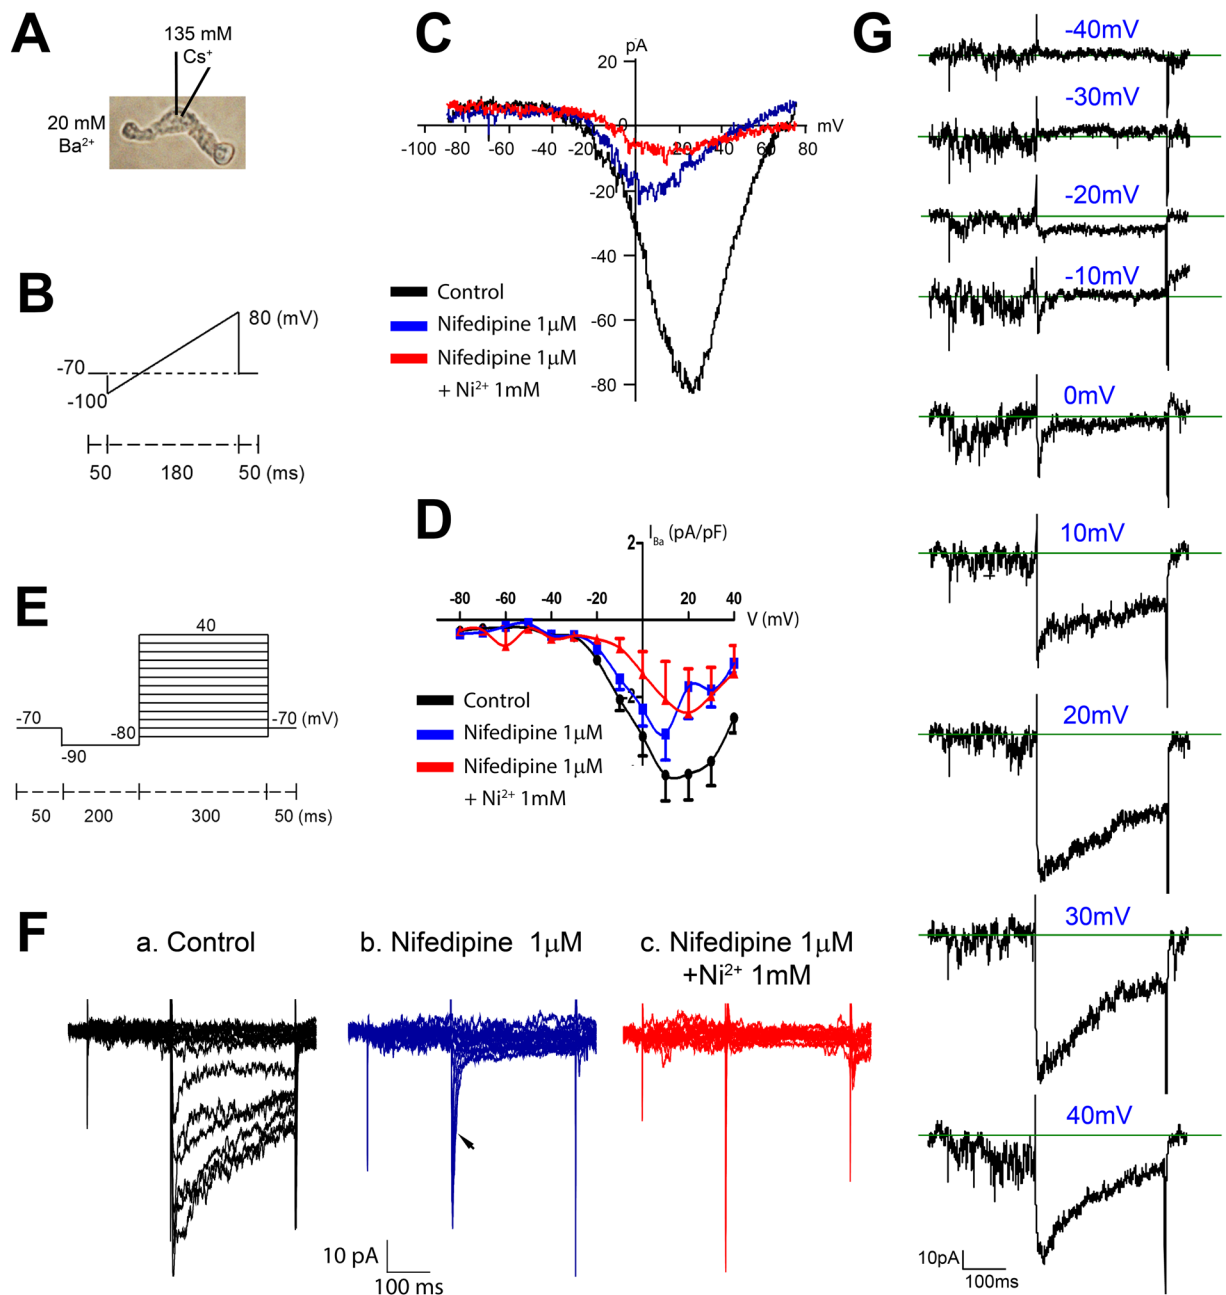 A
135 mM
Cs⁺
20 mM
Ba²⁺
B
80 (mV)
-70
-100
50 180 50 (ms)
C
pA
20
0
mV
-100 -80 -60 -40 -20 20 40 60 80
-20
-40
-60
-80
Control
Nifedipine 1μM
Nifedipine 1μM
+ Ni²⁺ 1mM
D
I_Ba (pA/pF)
2
-80 -60 -40 -20 20 40
V (mV)
-2
Control
Nifedipine 1μM
Nifedipine 1μM
+ Ni²⁺ 1mM
E
40
-70
-80
-70 (mV)
-90
50 200 300 50 (ms)
F
a. Control
b. Nifedipine 1μM
c. Nifedipine 1μM
+Ni²⁺ 1mM
10 pA
100 ms
G
-40mV
-30mV
-20mV
-10mV
0mV
10mV
20mV
30mV
40mV
10pA
100ms